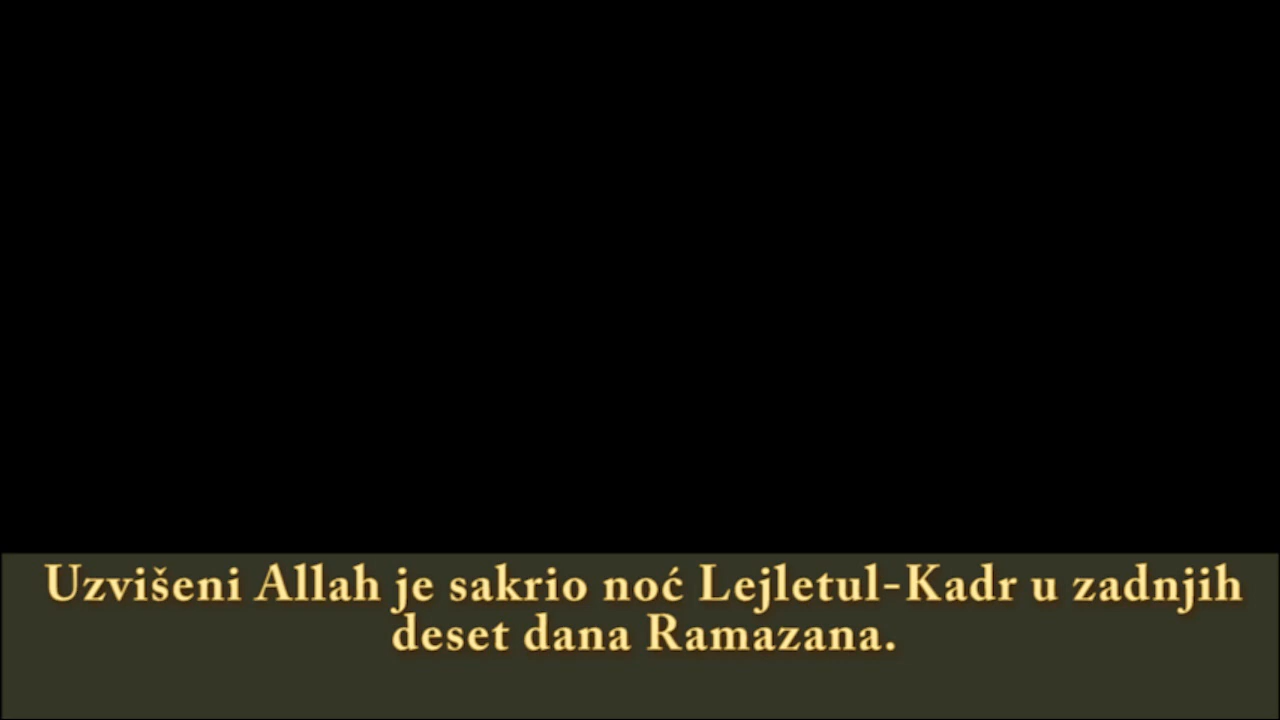 Uzvišeni Allah je sakrio noć Lejletul-Kadr u zadnjih
deset dana Ramazana.